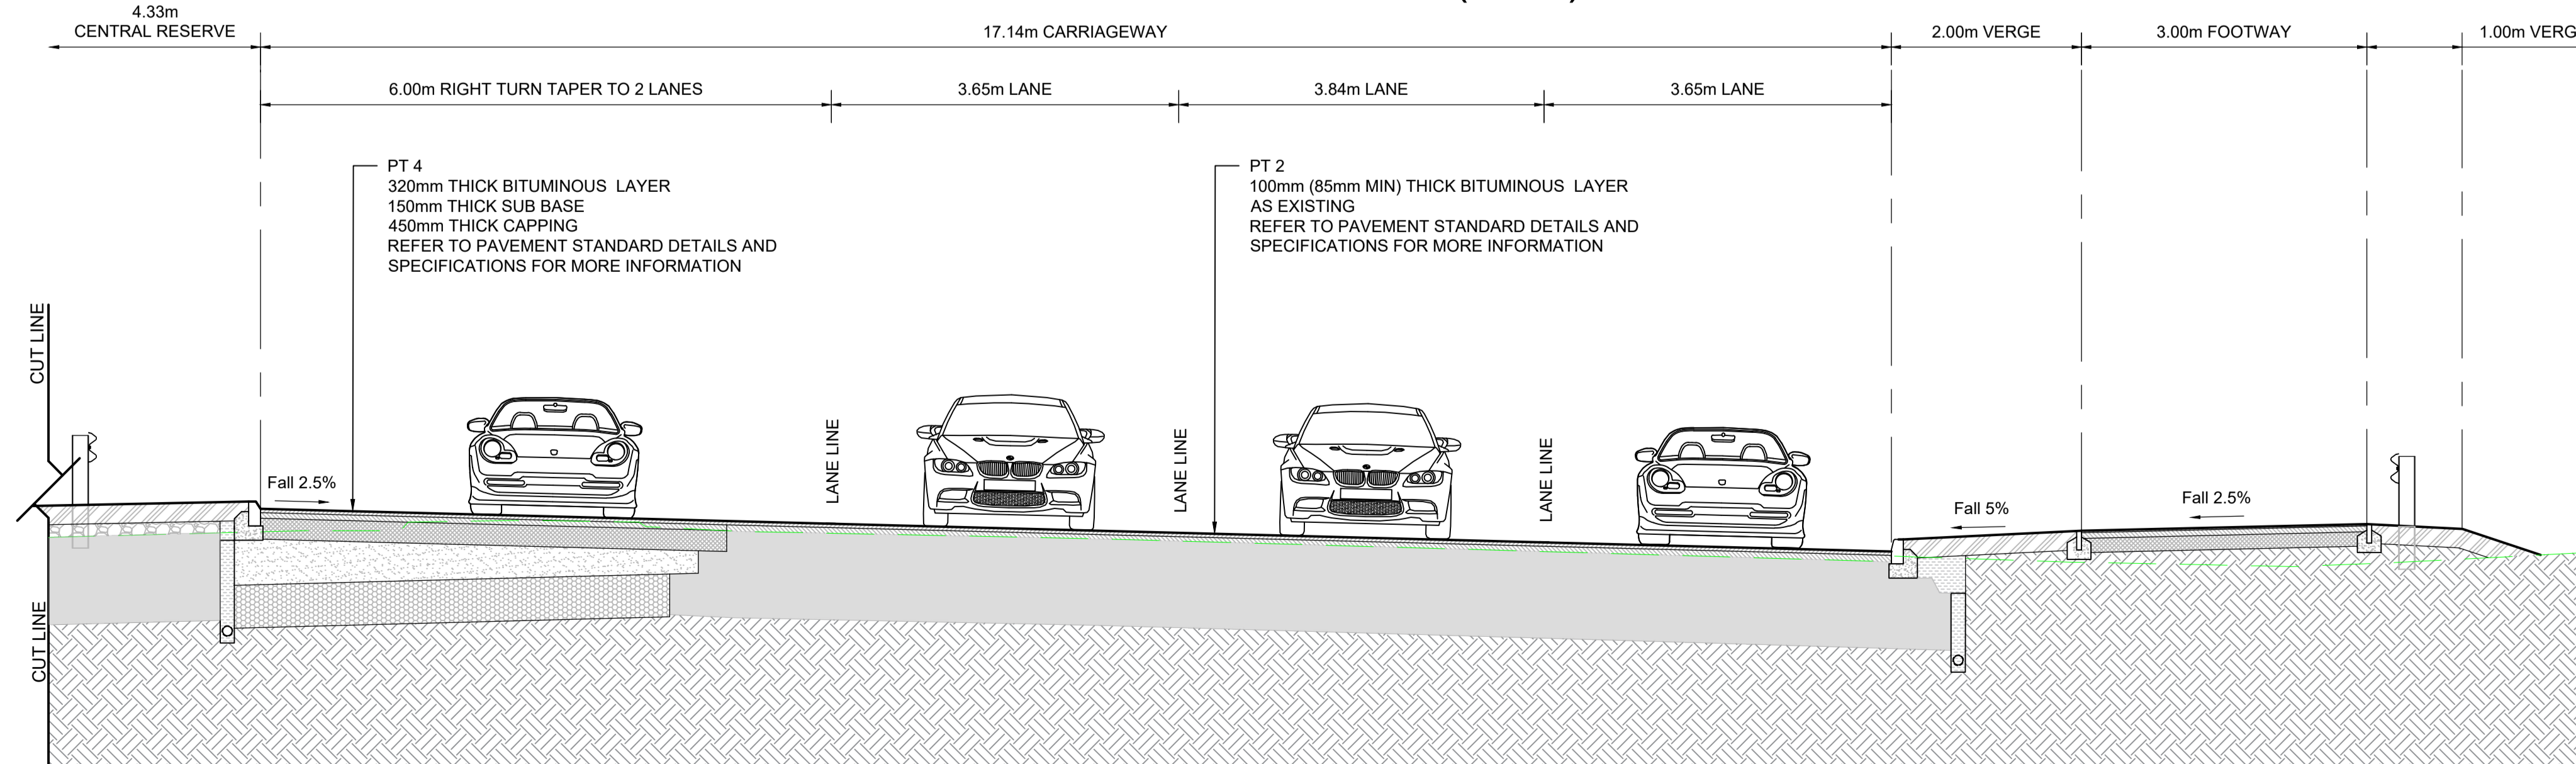 4.33m
CENTRAL RESERVE
17.14m CARRIAGEWAY
2.00m VERGE
3.00m FOOTWAY
1.00m VERG
6.00m RIGHT TURN TAPER TO 2 LANES
3.65m LANE
3.84m LANE
3.65m LANE
PT 4
320mm THICK BITUMINOUS LAYER
150mm THICK SUB BASE
450mm THICK CAPPING
REFER TO PAVEMENT STANDARD DETAILS AND
SPECIFICATIONS FOR MORE INFORMATION
PT 2
100mm (85mm MIN) THICK BITUMINOUS LAYER
AS EXISTING
REFER TO PAVEMENT STANDARD DETAILS AND
SPECIFICATIONS FOR MORE INFORMATION
CUT LINE
LANE LINE
LANE LINE
LANE LINE
Fall 2.5%
Fall 5%
Fall 2.5%
CUT LINE